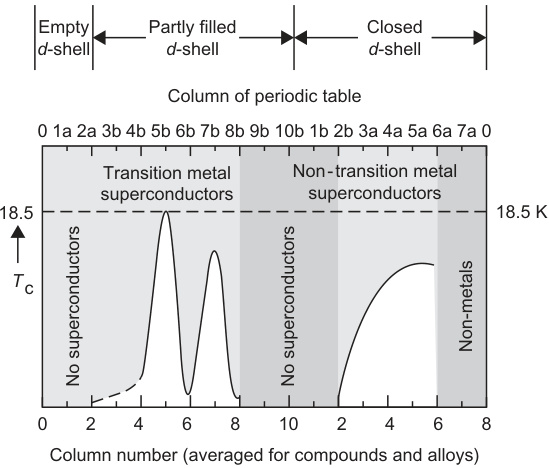 Empty
d-shell
Partly filled
d-shell
Closed
d-shell
Column of periodic table
0 1a 2a 3b 4b 5b 6b 7b 8b 9b 10b 1b 2b 3a 4a 5a 6a 7a 0
Transition metal
superconductors
Non-transition metal
superconductors
18.5
18.5 K
Tc
No superconductors
No superconductors
Non-metals
0 2 4 6 8 10 2 4 6 8
Column number (averaged for compounds and alloys)